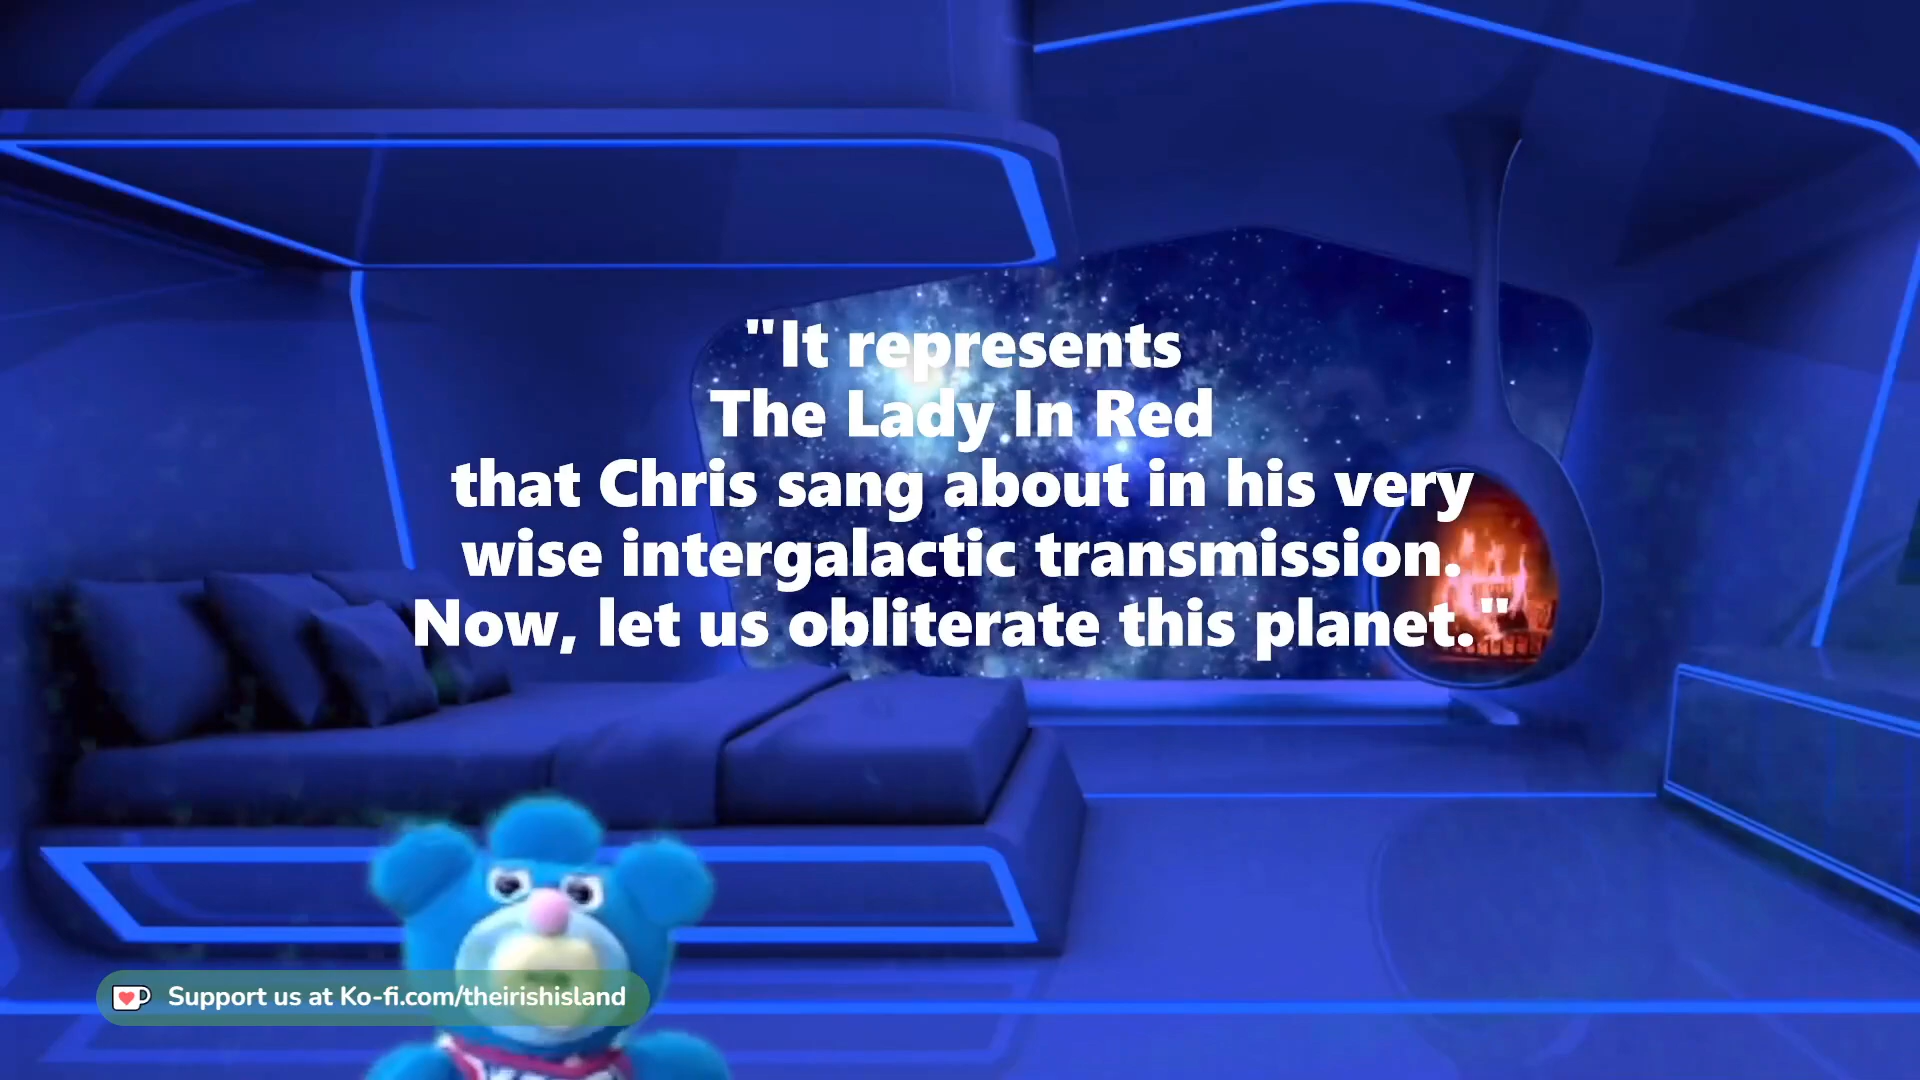 "It represents
The Lady In Red
that Chris sang about in his very
wise intergalactic transmission.
Now, let us obliterate this planet."
Support us at Ko-fi.com/theirishisland